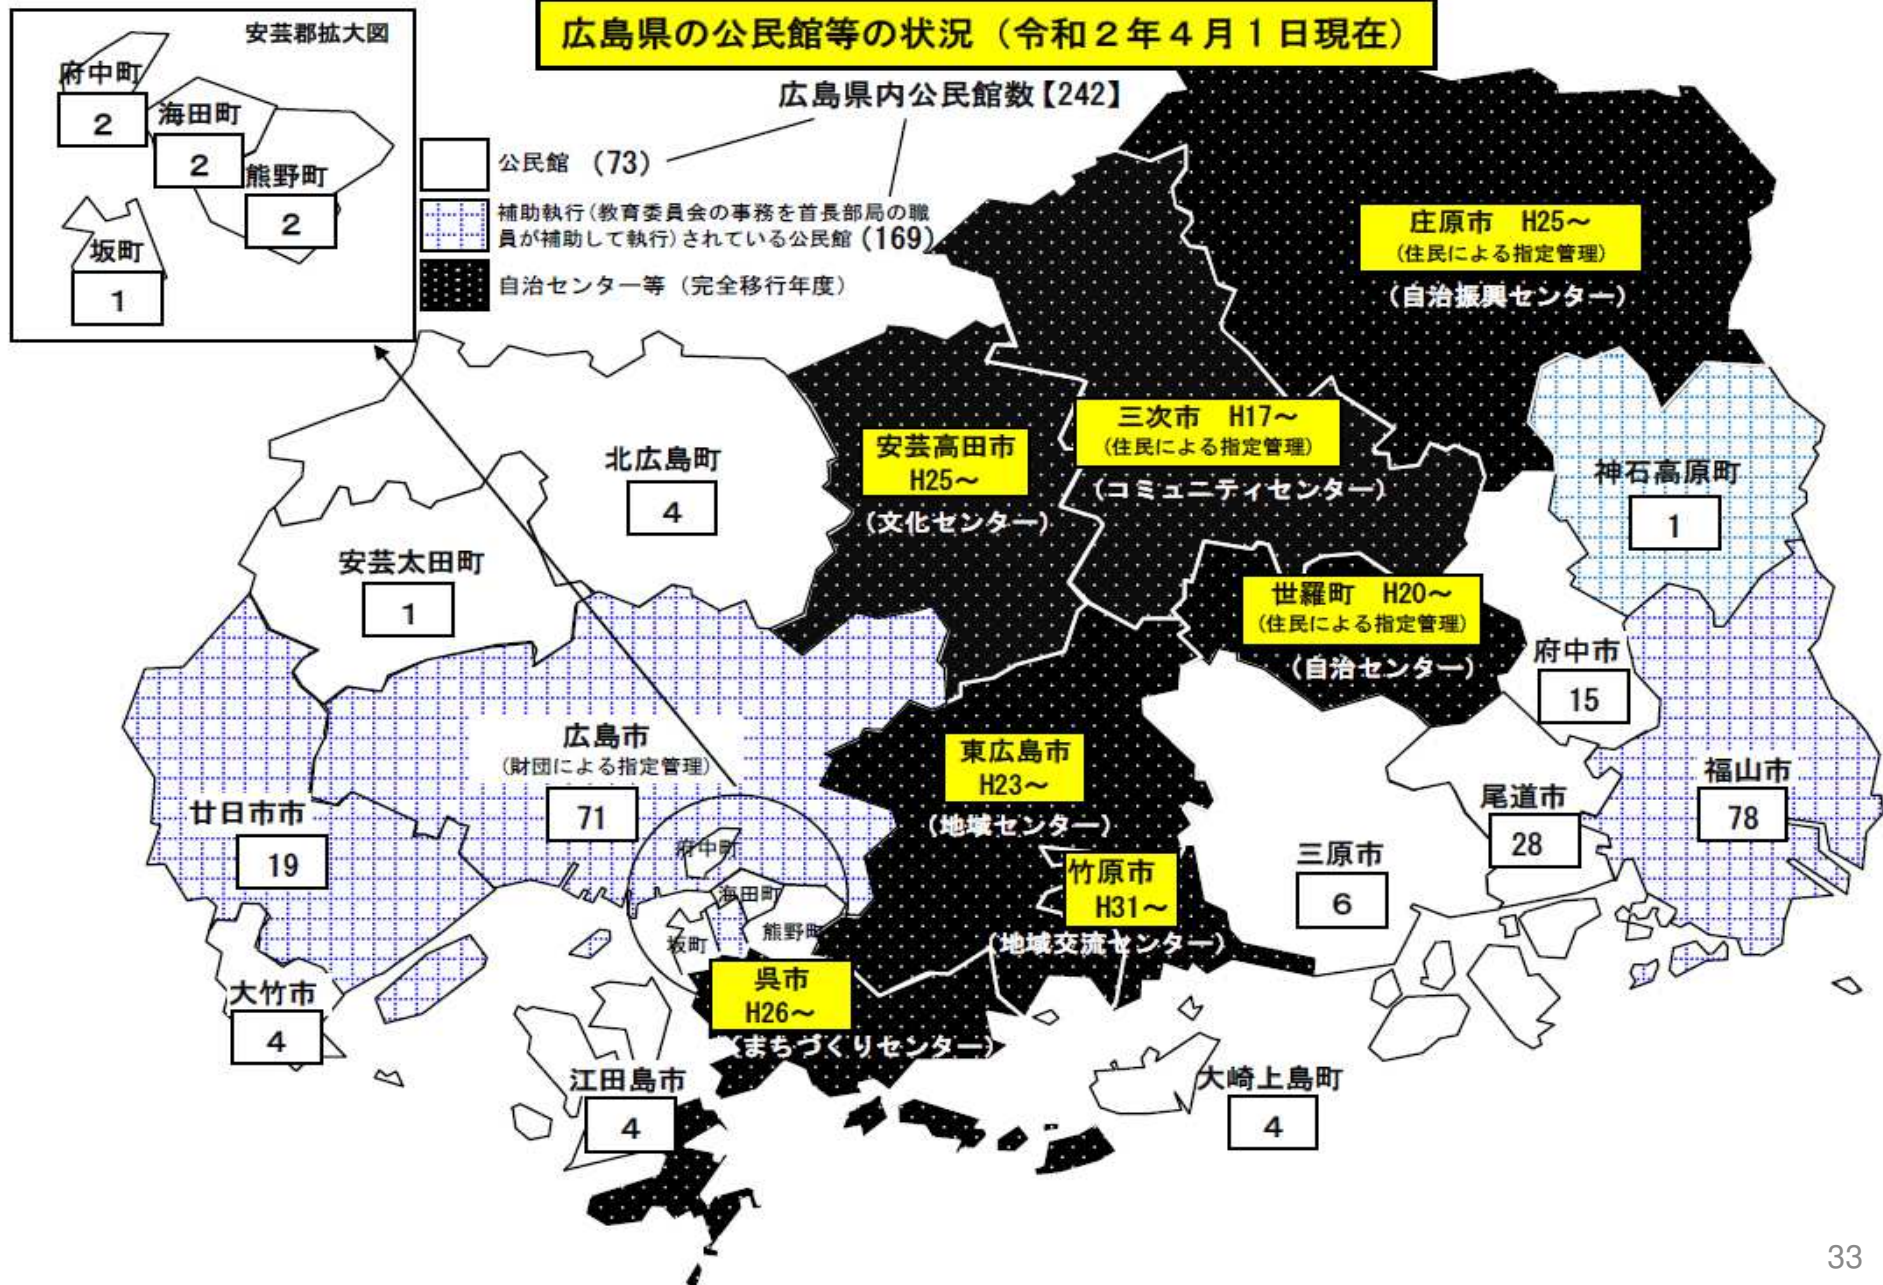 広島県の公民館等の状況（令和２年４月１日現在）
安芸郡拡大図
府中町
2
海田町
2
熊野町
2
坂町
1
広島県内公民館数【242】
公民館 （73）
補助執行（教育委員会の事務を首長部局の職
員が補助して執行）されている公民館（169）
自治センター等（完全移行年度）
庄原市　H25～
（住民による指定管理）
（自治振興センター）
三次市　H17～
（住民による指定管理）
（コミュニティセンター）
安芸高田市
H25～
（文化センター）
北広島町
4
神石高原町
1
安芸太田町
1
世羅町　H20～
（住民による指定管理）
（自治センター）
府中市
15
広島市
（財団による指定管理）
71
東広島市
H23～
（地域センター）
福山市
78
尾道市
28
廿日市市
19
三原市
6
竹原市
H31～
（地域交流センター）
府中町
海田町
坂町
熊野町
呉市
H26～
（まちづくりセンター）
大竹市
4
江田島市
4
大崎上島町
4
33